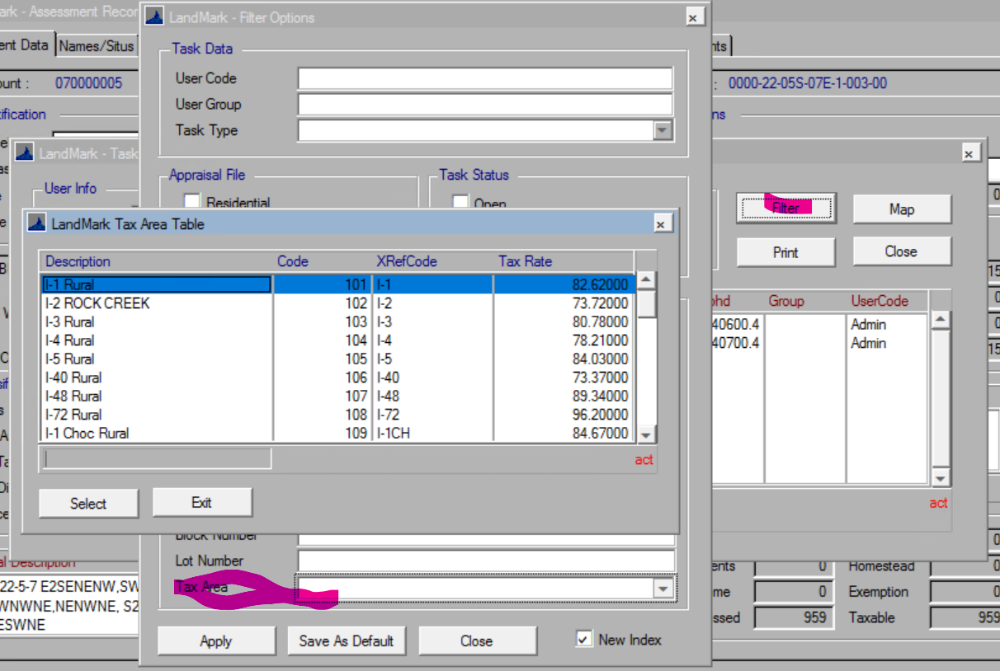 ark - Assessment Recor
LandMark - Filter Options
ent Data Names/Situs
nts
Task Data
ount : 070000005
User Code
: 0000-22-05S-07E-1-003-00
User Group
tification
ns
Task Type
LandMark - Task
Appraisal File
Task Status
User Info
Residential
Open
Filter
Map
LandMark Tax Area Table
Print
Close
Description Code XRefCode Tax Rate
I-1 Rural 101 I-1 82.62000
I-2 ROCK CREEK 102 I-2 73.72000
I-3 Rural 103 I-3 80.78000
I-4 Rural 104 I-4 78.21000
I-5 Rural 105 I-5 84.03000
I-40 Rural 106 I-40 73.37000
I-48 Rural 107 I-48 89.34000
I-72 Rural 108 I-72 96.20000
I-1 Choc Rural 109 I-1CH 84.67000
act
Select
Exit
phd Group UserCode
40600.4 Admin
40700.4 Admin
act
Block Number
Lot Number
Tax Area
al Description
22-5-7 E2SENENW,SW
WNWNE,NENWNE, S2
ESWNE
ents 0 Homestead 0
me 0 Exemption 0
ssed 959 Taxable 959
Apply
Save As Default
Close
New Index